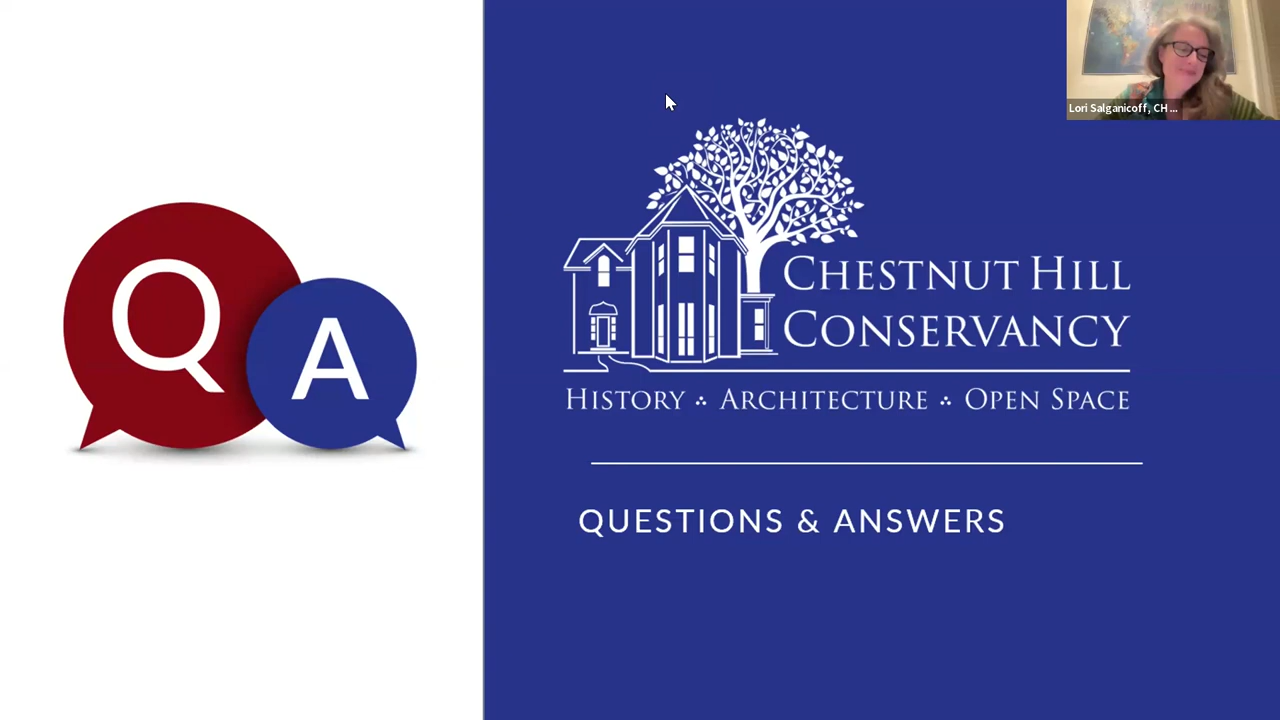 Lori Salganicoff, CH ...
Q
A
CHESTNUT HILL
CONSERVANCY
HISTORY ∴ ARCHITECTURE ∴ OPEN SPACE
QUESTIONS & ANSWERS